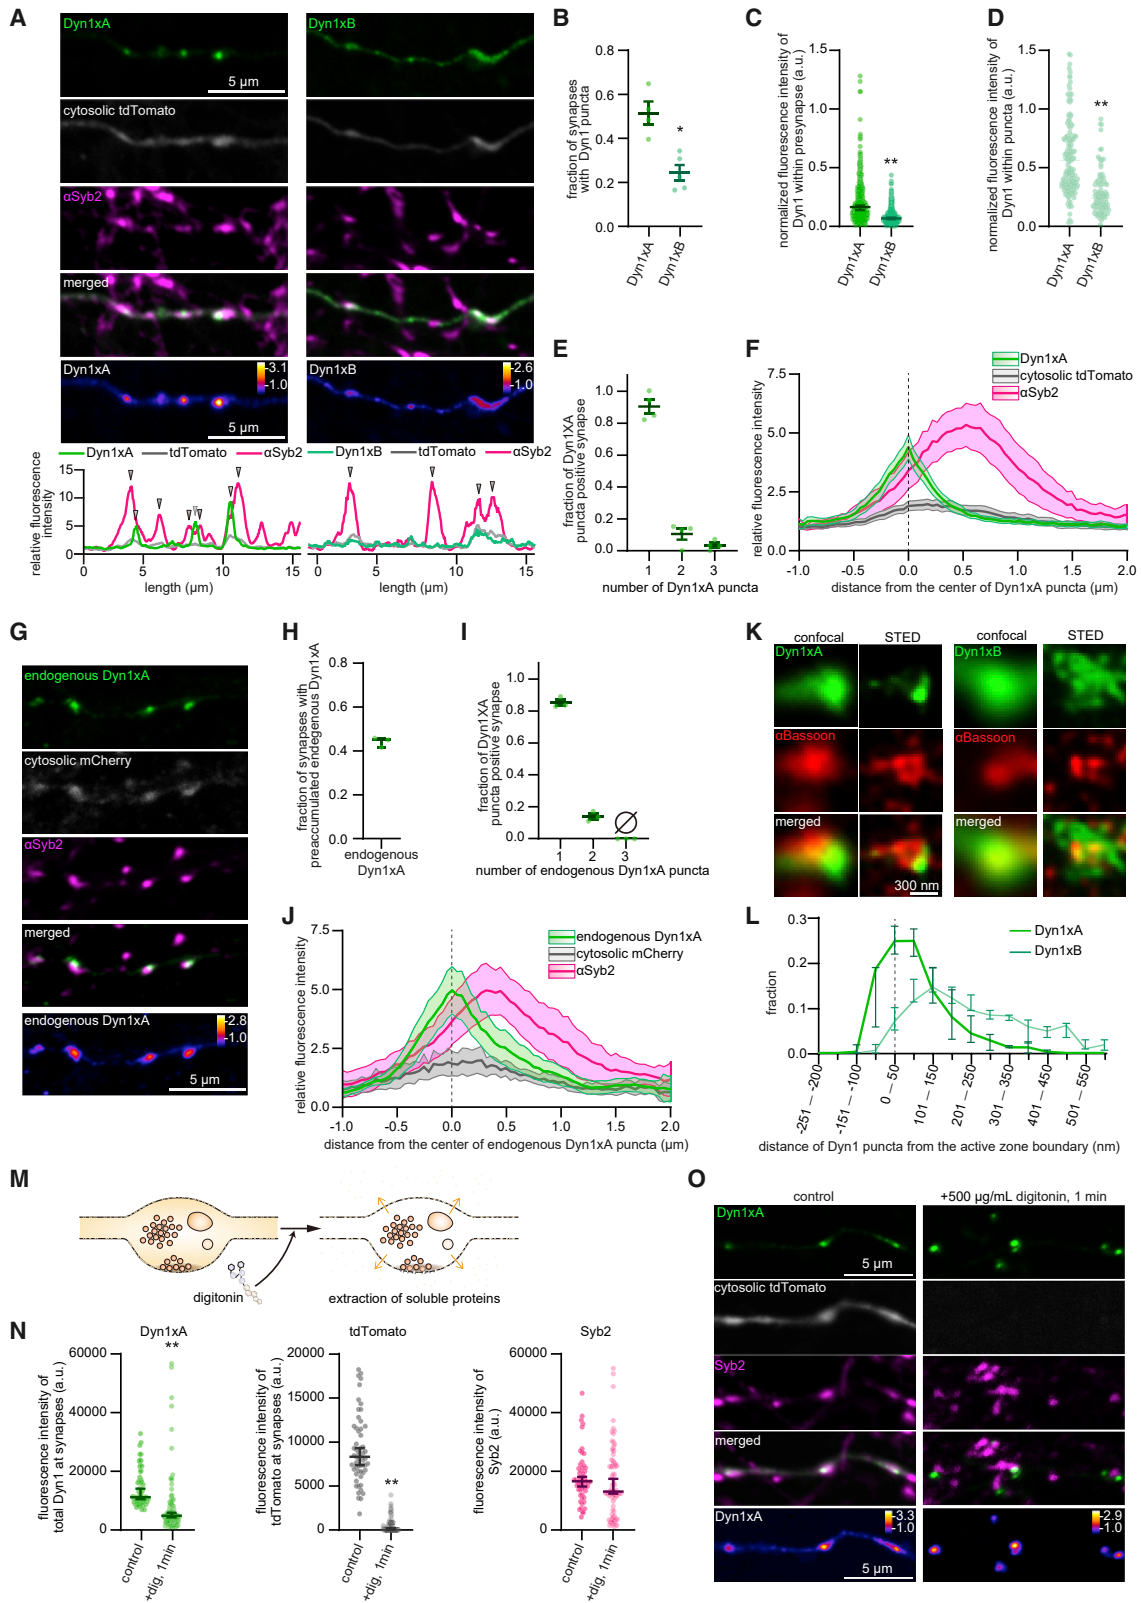 A
Dyn1xA
5 µm
cytosolic tdTomato
αSyb2
merged
Dyn1xA
3.1
1.0
5 µm
Dyn1xB
αSyb2
Dyn1xB
2.6
1.0
Dyn1xA
tdTomato
αSyb2
Dyn1xB
tdTomato
αSyb2
relative fluorescence
intensity
15
10
5
0
0
5
10
15
length (µm)
0
5
10
15
length (µm)
B
fraction of synapses
with Dyn1 puncta
0.8
0.6
0.4
0.2
0.0
*
Dyn1xA
Dyn1xB
C
normalized fluorescence intensity of
Dyn1 within presynapse (a.u.)
1.5
1.0
0.5
0.0
**
Dyn1xA
Dyn1xB
D
normalized fluorescence intensity of
Dyn1 within puncta (a.u.)
1.5
1.0
0.5
0.0
**
Dyn1xA
Dyn1xB
E
fraction of Dyn1XA
puncta positive synapse
1.0
0.8
0.6
0.4
0.2
0.0
1
2
3
number of Dyn1xA puncta
F
Dyn1xA
cytosolic tdTomato
αSyb2
relative fluorescence intensity
7.5
5.0
2.5
0.0
-1.0
-0.5
0.0
0.5
1.0
1.5
2.0
distance from the center of Dyn1xA puncta (µm)
G
endogenous Dyn1xA
cytosolic mCherry
αSyb2
merged
endogenous Dyn1xA
2.8
1.0
5 µm
H
fraction of synapses with
preaccumulated endegenous Dyn1xA
0.8
0.6
0.4
0.2
0.0
endogenous
Dyn1xA
I
fraction of Dyn1XA
puncta positive synapse
1.0
0.8
0.6
0.4
0.2
0.0
1
2
3
number of endogenous Dyn1xA puncta
J
endogenous Dyn1xA
cytosolic mCherry
αSyb2
relative fluorescence intensity
7.5
5.0
2.5
0.0
-1.0
-0.5
0.0
0.5
1.0
1.5
2.0
distance from the center of endogenous Dyn1xA puncta (µm)
K
confocal
STED
confocal
STED
Dyn1xA
Dyn1xB
αBassoon
αBassoon
merged
merged
300 nm
L
Dyn1xA
Dyn1xB
fraction
0.3
0.2
0.1
0.0
-251 — -200
-151 — -100
0 — 50
101 — 150
201 — 250
301 — 350
401 — 450
501 — 550
distance of Dyn1 puncta from the active zone boundary (nm)
M
digitonin
extraction of soluble proteins
N
Dyn1xA
fluorescence intensity of
total Dyn1 at synapses (a.u.)
60000
40000
20000
0
**
control
+dig, 1min
tdTomato
fluorescence intensity of
tdTomato at synapses (a.u.)
20000
15000
10000
5000
0
**
control
+dig, 1min
Syb2
fluorescence intensity of
Syb2 (a.u.)
60000
40000
20000
0
control
+dig, 1min
O
control
+500 µg/mL digitonin, 1 min
Dyn1xA
5 µm
cytosolic tdTomato
Syb2
merged
Dyn1xA
3.3
1.0
5 µm
2.9
1.0